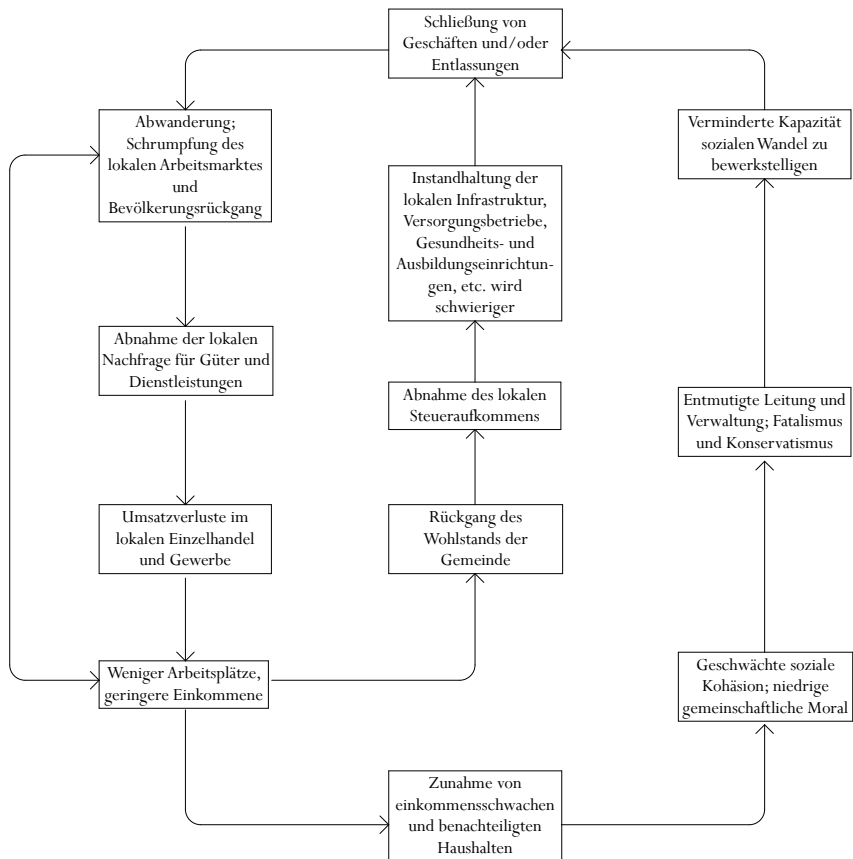 Schließung von
Geschäften und/oder
Entlassungen
Abwanderung;
Schrumpfung des
lokalen Arbeitsmarktes
und
Bevölkerungsrückgang
Instandhaltung der
lokalen Infrastruktur,
Versorgungsbetriebe,
Gesundheits- und
Ausbildungseinrichtun-
gen, etc. wird
schwieriger
Verminderte Kapazität
sozialen Wandel zu
bewerkstelligen
Abnahme der lokalen
Nachfrage für Güter und
Dienstleistungen
Abnahme des lokalen
Steueraufkommens
Entmutigte Leitung und
Verwaltung; Fatalismus
und Konservatismus
Umsatzverluste im
lokalen Einzelhandel
und Gewerbe
Rückgang des
Wohlstands der
Gemeinde
Weniger Arbeitsplätze,
geringere Einkommene
Geschwächte soziale
Kohäsion; niedrige
gemeinschaftliche Moral
Zunahme von
einkommensschwachen
und benachteiligten
Haushalten